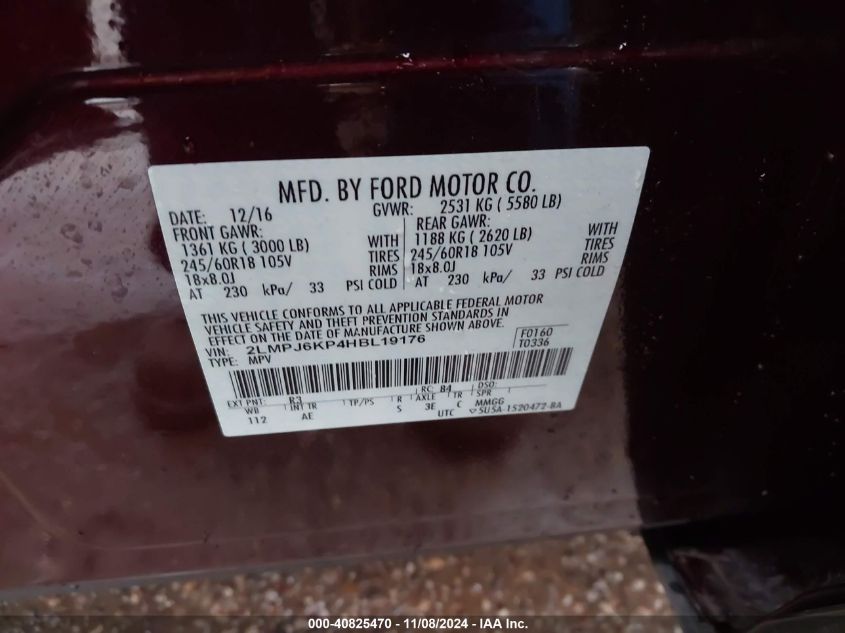 MFD. BY FORD MOTOR CO.
DATE: 12/16 GVWR: 2531 KG ( 5580 LB)
FRONT GAWR: REAR GAWR:
1361 KG ( 3000 LB) WITH 1188 KG ( 2620 LB) WITH
245/60R18 105V TIRES 245/60R18 105V TIRES
18x8.0J RIMS 18x8.0J RIMS
AT 230 kPa/ 33 PSI COLD AT 230 kPa/ 33 PSI COLD
THIS VEHICLE CONFORMS TO ALL APPLICABLE FEDERAL MOTOR
VEHICLE SAFETY AND THEFT PREVENTION STANDARDS IN
EFFECT ON THE DATE OF MANUFACTURE SHOWN ABOVE.
VIN: 2LMPJ6KP4HBL19176 F0160
TYPE: MPV T0336
EXT PNT: R3 RC: B4 DSO:
WB INT TR TP/PS R AXLE TR SPR
112 AE S 3E C MMGG
UTC 5U5A-1520472-BA
000-40825470 - 11/08/2024 - IAA Inc.